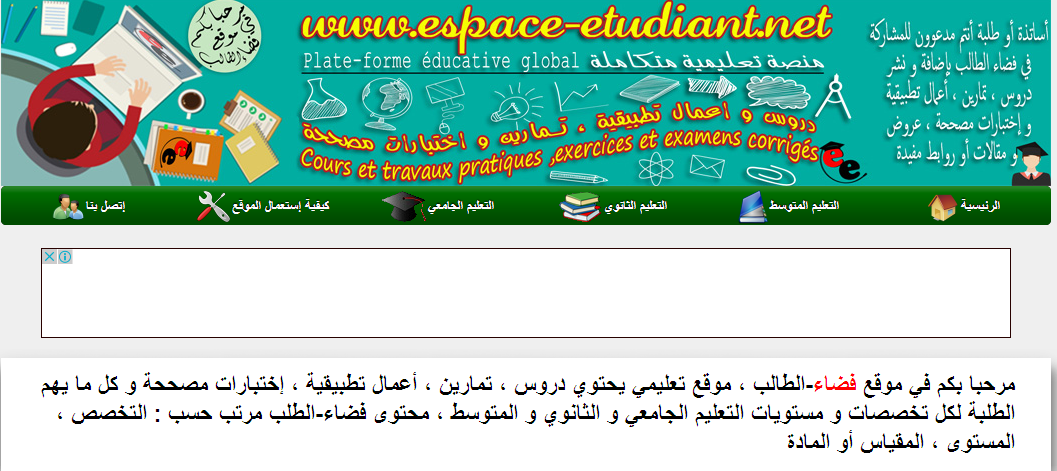 مرحبا بكم
في موقع
فضاء الطالب
www.espace-etudiant.net
Plate-forme éducative global منصة تعليمية متكاملة
دروس و اعمال تطبيقية ، تـمـارين و اختبارات مصححة
Cours et travaux pratiques ,exercices et examens corrigés
أساتذة أو طلبة أنتم مدعوون للمشاركة
في فضاء الطالب بإضافة و نشر
دروس ، تمارين ، أعمال تطبيقية
و إختبارات مصححة ، عروض
و مقالات أو روابط مفيدة
ee
ee
الرئيسية
التعليم المتوسط
التعليم الثانوي
التعليم الجامعي
كيفية إستعمال الموقع
إتصل بنا
مرحبا بكم في موقع فضاء-الطالب ، موقع تعليمي يحتوي دروس ، تمارين ، أعمال تطبيقية ، إختبارات مصححة و كل ما يهم
الطلبة لكل تخصصات و مستويات التعليم الجامعي و الثانوي و المتوسط ، محتوى فضاء-الطلب مرتب حسب : التخصص ،
المستوى ، المقياس أو المادة